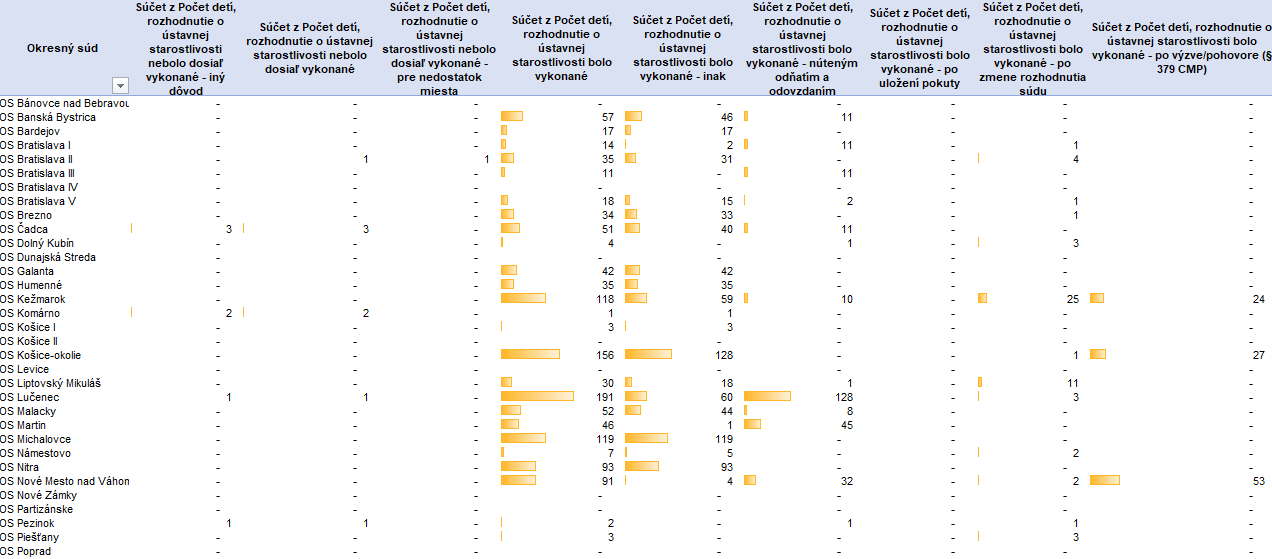 Okresný súd | Súčet z Počet detí, rozhodnutie o ústavnej starostlivosti nebolo dosiaľ vykonané - iný dôvod | Súčet z Počet detí, rozhodnutie o ústavnej starostlivosti nebolo dosiaľ vykonané | Súčet z Počet detí, rozhodnutie o ústavnej starostlivosti nebolo dosiaľ vykonané - pre nedostatok miesta | Súčet z Počet detí, rozhodnutie o ústavnej starostlivosti bolo vykonané | Súčet z Počet detí, rozhodnutie o ústavnej starostlivosti bolo vykonané - inak | Súčet z Počet detí, rozhodnutie o ústavnej starostlivosti bolo vykonané - núteným odňatím a odovzdaním | Súčet z Počet detí, rozhodnutie o ústavnej starostlivosti bolo vykonané - po uložení pokuty | Súčet z Počet detí, rozhodnutie o ústavnej starostlivosti bolo vykonané - po zmene rozhodnutia súdu | Súčet z Počet detí, rozhodnutie o ústavnej starostlivosti bolo vykonané - po výzve/pohovore (§ 379 CMP)
OS Bánovce nad Bebravou - - - - - - - - -
OS Banská Bystrica - - - 57 46 11 - - -
OS Bardejov - - - 17 17 - - - -
OS Bratislava I - - - 14 2 11 - 1 -
OS Bratislava II - 1 1 35 31 - - 4 -
OS Bratislava III - - - 11 - 11 - - -
OS Bratislava IV - - - - - - - - -
OS Bratislava V - - - 18 15 2 - 1 -
OS Brezno - - - 34 33 - - 1 -
OS Čadca 3 3 - 51 40 11 - - -
OS Dolný Kubín - - - 4 - 1 - 3 -
OS Dunajská Streda - - - - - - - - -
OS Galanta - - - 42 42 - - - -
OS Humenné - - - 35 35 - - - -
OS Kežmarok - - - 118 59 10 - 25 24
OS Komárno 2 2 - 1 1 - - - -
OS Košice I - - - 3 3 - - - -
OS Košice II - - - - - - - - -
OS Košice-okolie - - - 156 128 - - 1 27
OS Levice - - - - - - - - -
OS Liptovský Mikuláš - - - 30 18 1 - 11 -
OS Lučenec 1 1 - 191 60 128 - 3 -
OS Malacky - - - 52 44 8 - - -
OS Martin - - - 46 1 45 - - -
OS Michalovce - - - 119 119 - - - -
OS Námestovo - - - 7 5 - - 2 -
OS Nitra - - - 93 93 - - - -
OS Nové Mesto nad Váhon - - - 91 4 32 - 2 53
OS Nové Zámky - - - - - - - - -
OS Partizánske - - - - - - - - -
OS Pezinok 1 1 - 2 - 1 - 1 -
OS Piešťany - - - 3 - - - 3 -
OS Poprad - - - - - - - - -